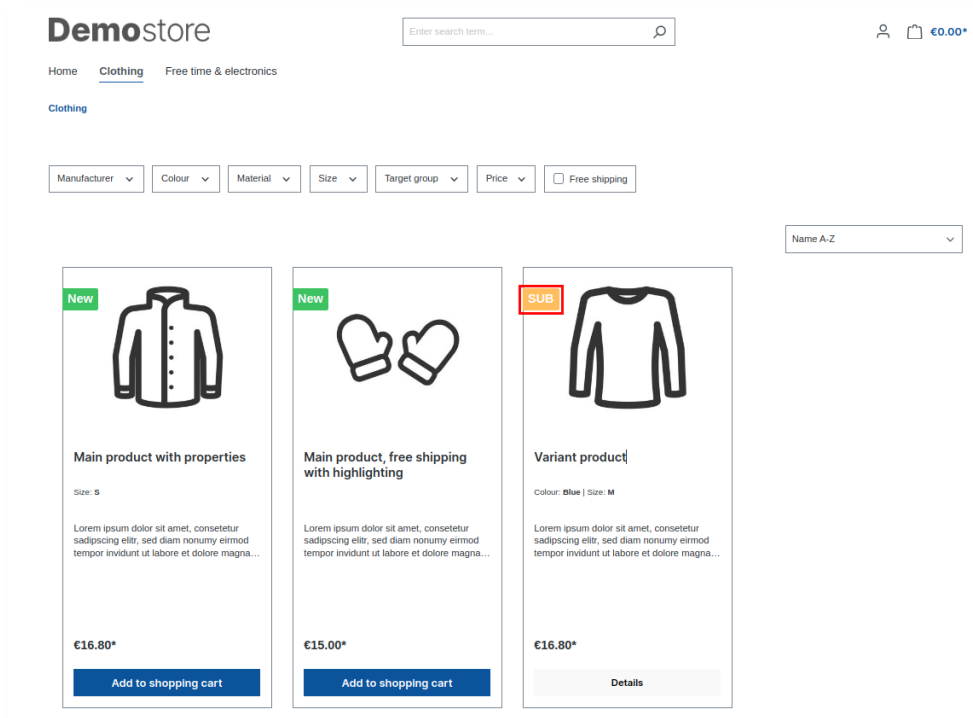 Demostore
Enter search term...
€0.00*
Home Clothing Free time & electronics
Clothing
Manufacturer Colour Material Size Target group Price Free shipping
Name A-Z
New
New
SUB
Main product with properties
Size: S
Lorem ipsum dolor sit amet, consetetur
sadipscing elitr, sed diam nonumy eirmod
tempor invidunt ut labore et dolore magna...
€16.80*
Add to shopping cart
Main product, free shipping
with highlighting
Lorem ipsum dolor sit amet, consetetur
sadipscing elitr, sed diam nonumy eirmod
tempor invidunt ut labore et dolore magna...
€15.00*
Add to shopping cart
Variant product
Colour: Blue | Size: M
Lorem ipsum dolor sit amet, consetetur
sadipscing elitr, sed diam nonumy eirmod
tempor invidunt ut labore et dolore magna...
€16.80*
Details